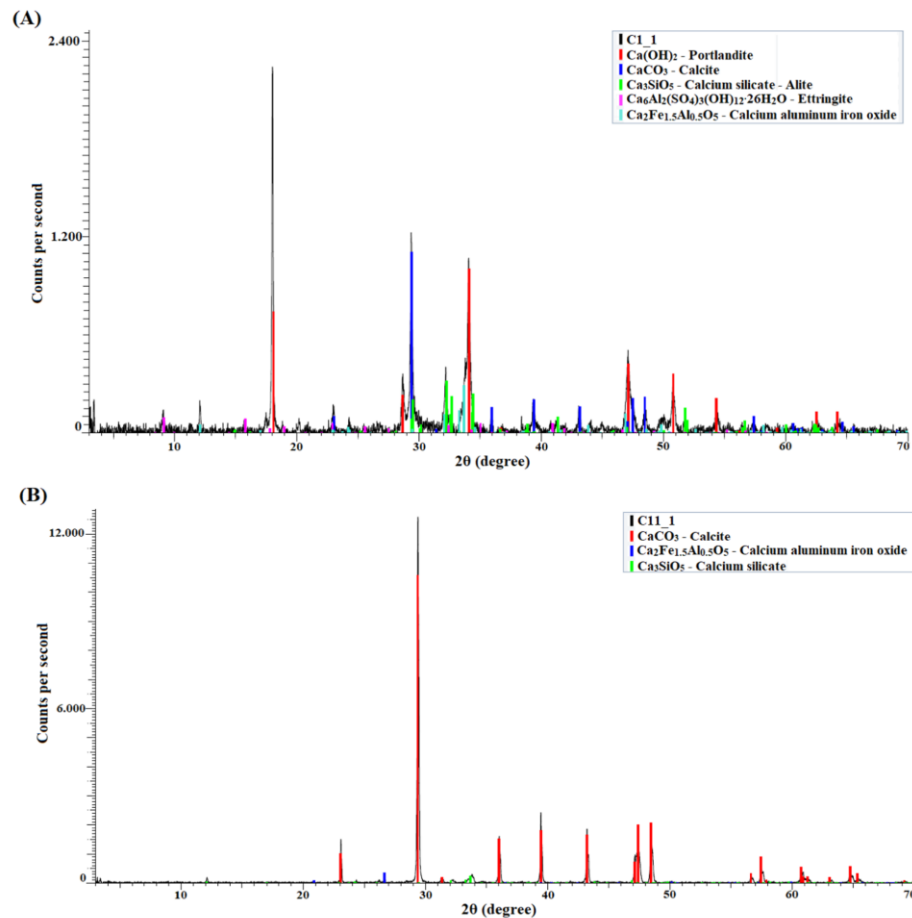 (A)
2.400
1.200
0
Counts per second
C1_1
Ca(OH)₂ - Portlandite
CaCO₃ - Calcite
Ca₃SiO₅ - Calcium silicate - Alite
Ca₆Al₂(SO₄)₃(OH)₁₂·26H₂O - Ettringite
Ca₂Fe₁.₅Al₀.₅O₅ - Calcium aluminum iron oxide
10 20 30 40 50 60 70
2θ (degree)
(B)
12.000
6.000
0
Counts per second
C11_1
CaCO₃ - Calcite
Ca₂Fe₁.₅Al₀.₅O₅ - Calcium aluminum iron oxide
Ca₃SiO₅ - Calcium silicate
10 20 30 40 50 60 70
2θ (degree)